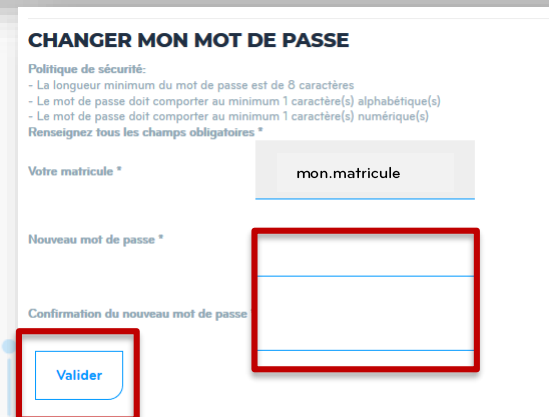 CHANGER MON MOT DE PASSE
Politique de sécurité:
- La longueur minimum du mot de passe est de 8 caractères
- Le mot de passe doit comporter au minimum 1 caractère(s) alphabétique(s)
- Le mot de passe doit comporter au minimum 1 caractère(s) numérique(s)
Renseignez tous les champs obligatoires *
Votre matricule *
mon.matricule
Nouveau mot de passe *
Confirmation du nouveau mot de passe
Valider